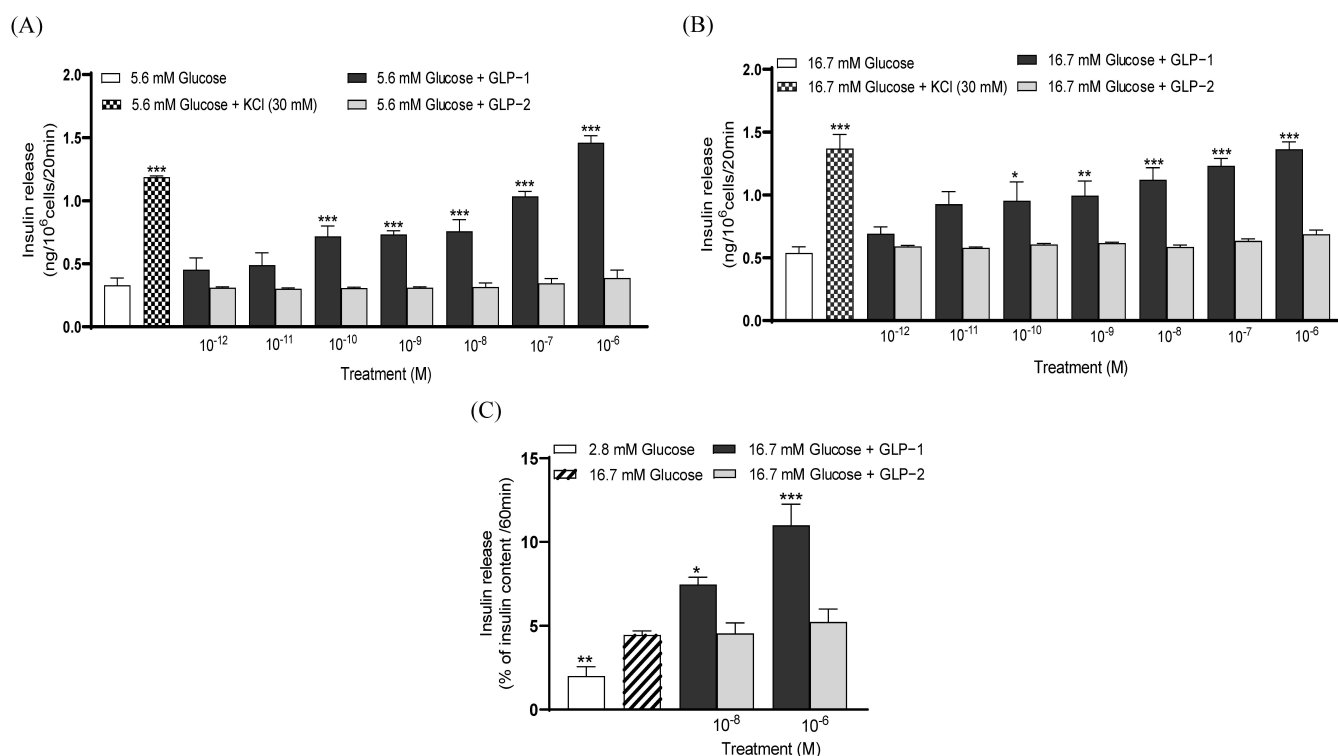 (A)
5.6 mM Glucose
5.6 mM Glucose + GLP−1
5.6 mM Glucose + KCl (30 mM)
5.6 mM Glucose + GLP−2
2.0
1.5
1.0
0.5
0.0
Insulin release
(ng/10⁶cells/20min)
***
***
***
***
***
***
10⁻¹² 10⁻¹¹ 10⁻¹⁰ 10⁻⁹ 10⁻⁸ 10⁻⁷ 10⁻⁶
Treatment (M)
(B)
16.7 mM Glucose
16.7 mM Glucose + GLP−1
16.7 mM Glucose + KCl (30 mM)
16.7 mM Glucose + GLP−2
2.0
1.5
1.0
0.5
0.0
Insulin release
(ng/10⁶cells/20min)
***
*
**
***
***
***
10⁻¹² 10⁻¹¹ 10⁻¹⁰ 10⁻⁹ 10⁻⁸ 10⁻⁷ 10⁻⁶
Treatment (M)
(C)
2.8 mM Glucose
16.7 mM Glucose + GLP−1
16.7 mM Glucose
16.7 mM Glucose + GLP−2
15
10
5
0
Insulin release
(% of insulin content /60min)
**
*
***
10⁻⁸ 10⁻⁶
Treatment (M)